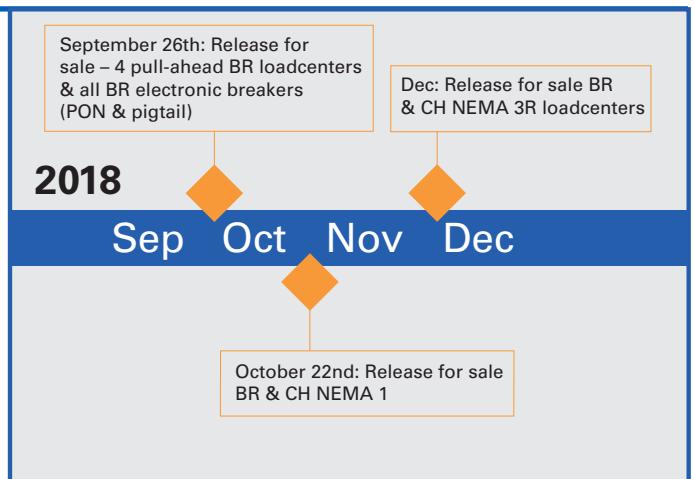 September 26th: Release for
sale – 4 pull-ahead BR loadcenters
& all BR electronic breakers
(PON & pigtail)
Dec: Release for sale BR
& CH NEMA 3R loadcenters
2018
Sep Oct Nov Dec
October 22nd: Release for sale
BR & CH NEMA 1